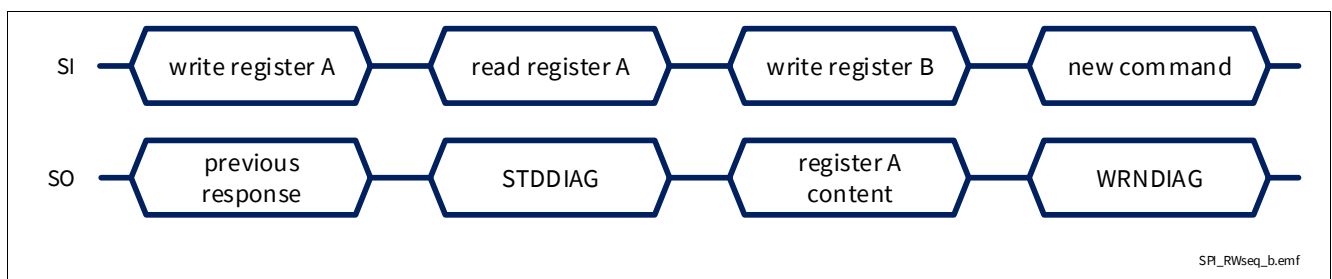 SI
write register A
read register A
write register B
new command
SO
previous
response
STDDIAG
register A
content
WRNDIAG
SPI_RWseq_b.emf